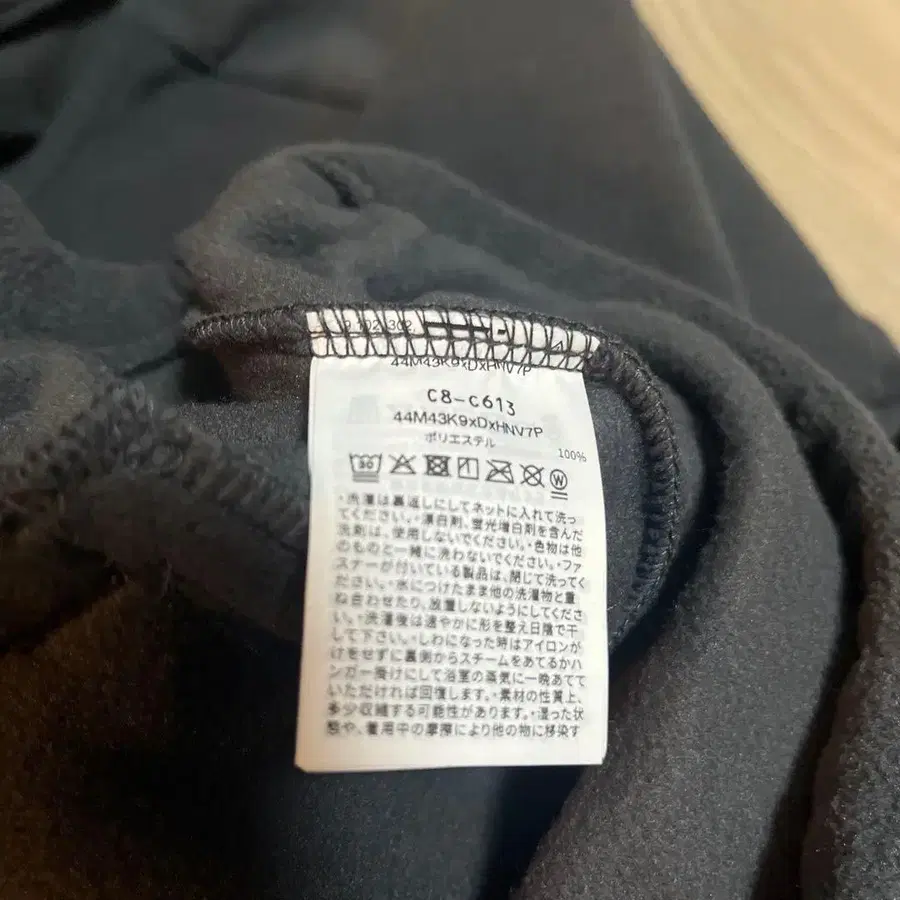 44M43K9xDxHNV7P
C8-C613
44M43K9xDxHNV7P
ポリエステル
100%
30
W
・洗濯は裏返しにしてネットに入れて洗っ
てください。・漂白剤、蛍光増白剤を含んだ
洗剤は、使用しないでください。・色物は他
のものと一緒に洗わないでください。・ファ
スナーが付いている製品は、閉じて洗ってく
ださい。・水につけたまま他の洗濯物と重
ね合わせたり、放置しないようにしてくださ
い。・洗濯後は速やかに形を整え日陰で干
して下さい。・しわになった時はアイロンが
けをせずに裏側からスチームをあてるかハ
ンガー掛けにして浴室の蒸気に一晩あてて
いただければ回復します。・素材の性質上、
多少収縮する可能性があります。・湿った状
態や、着用中の摩擦により他の物に移染す